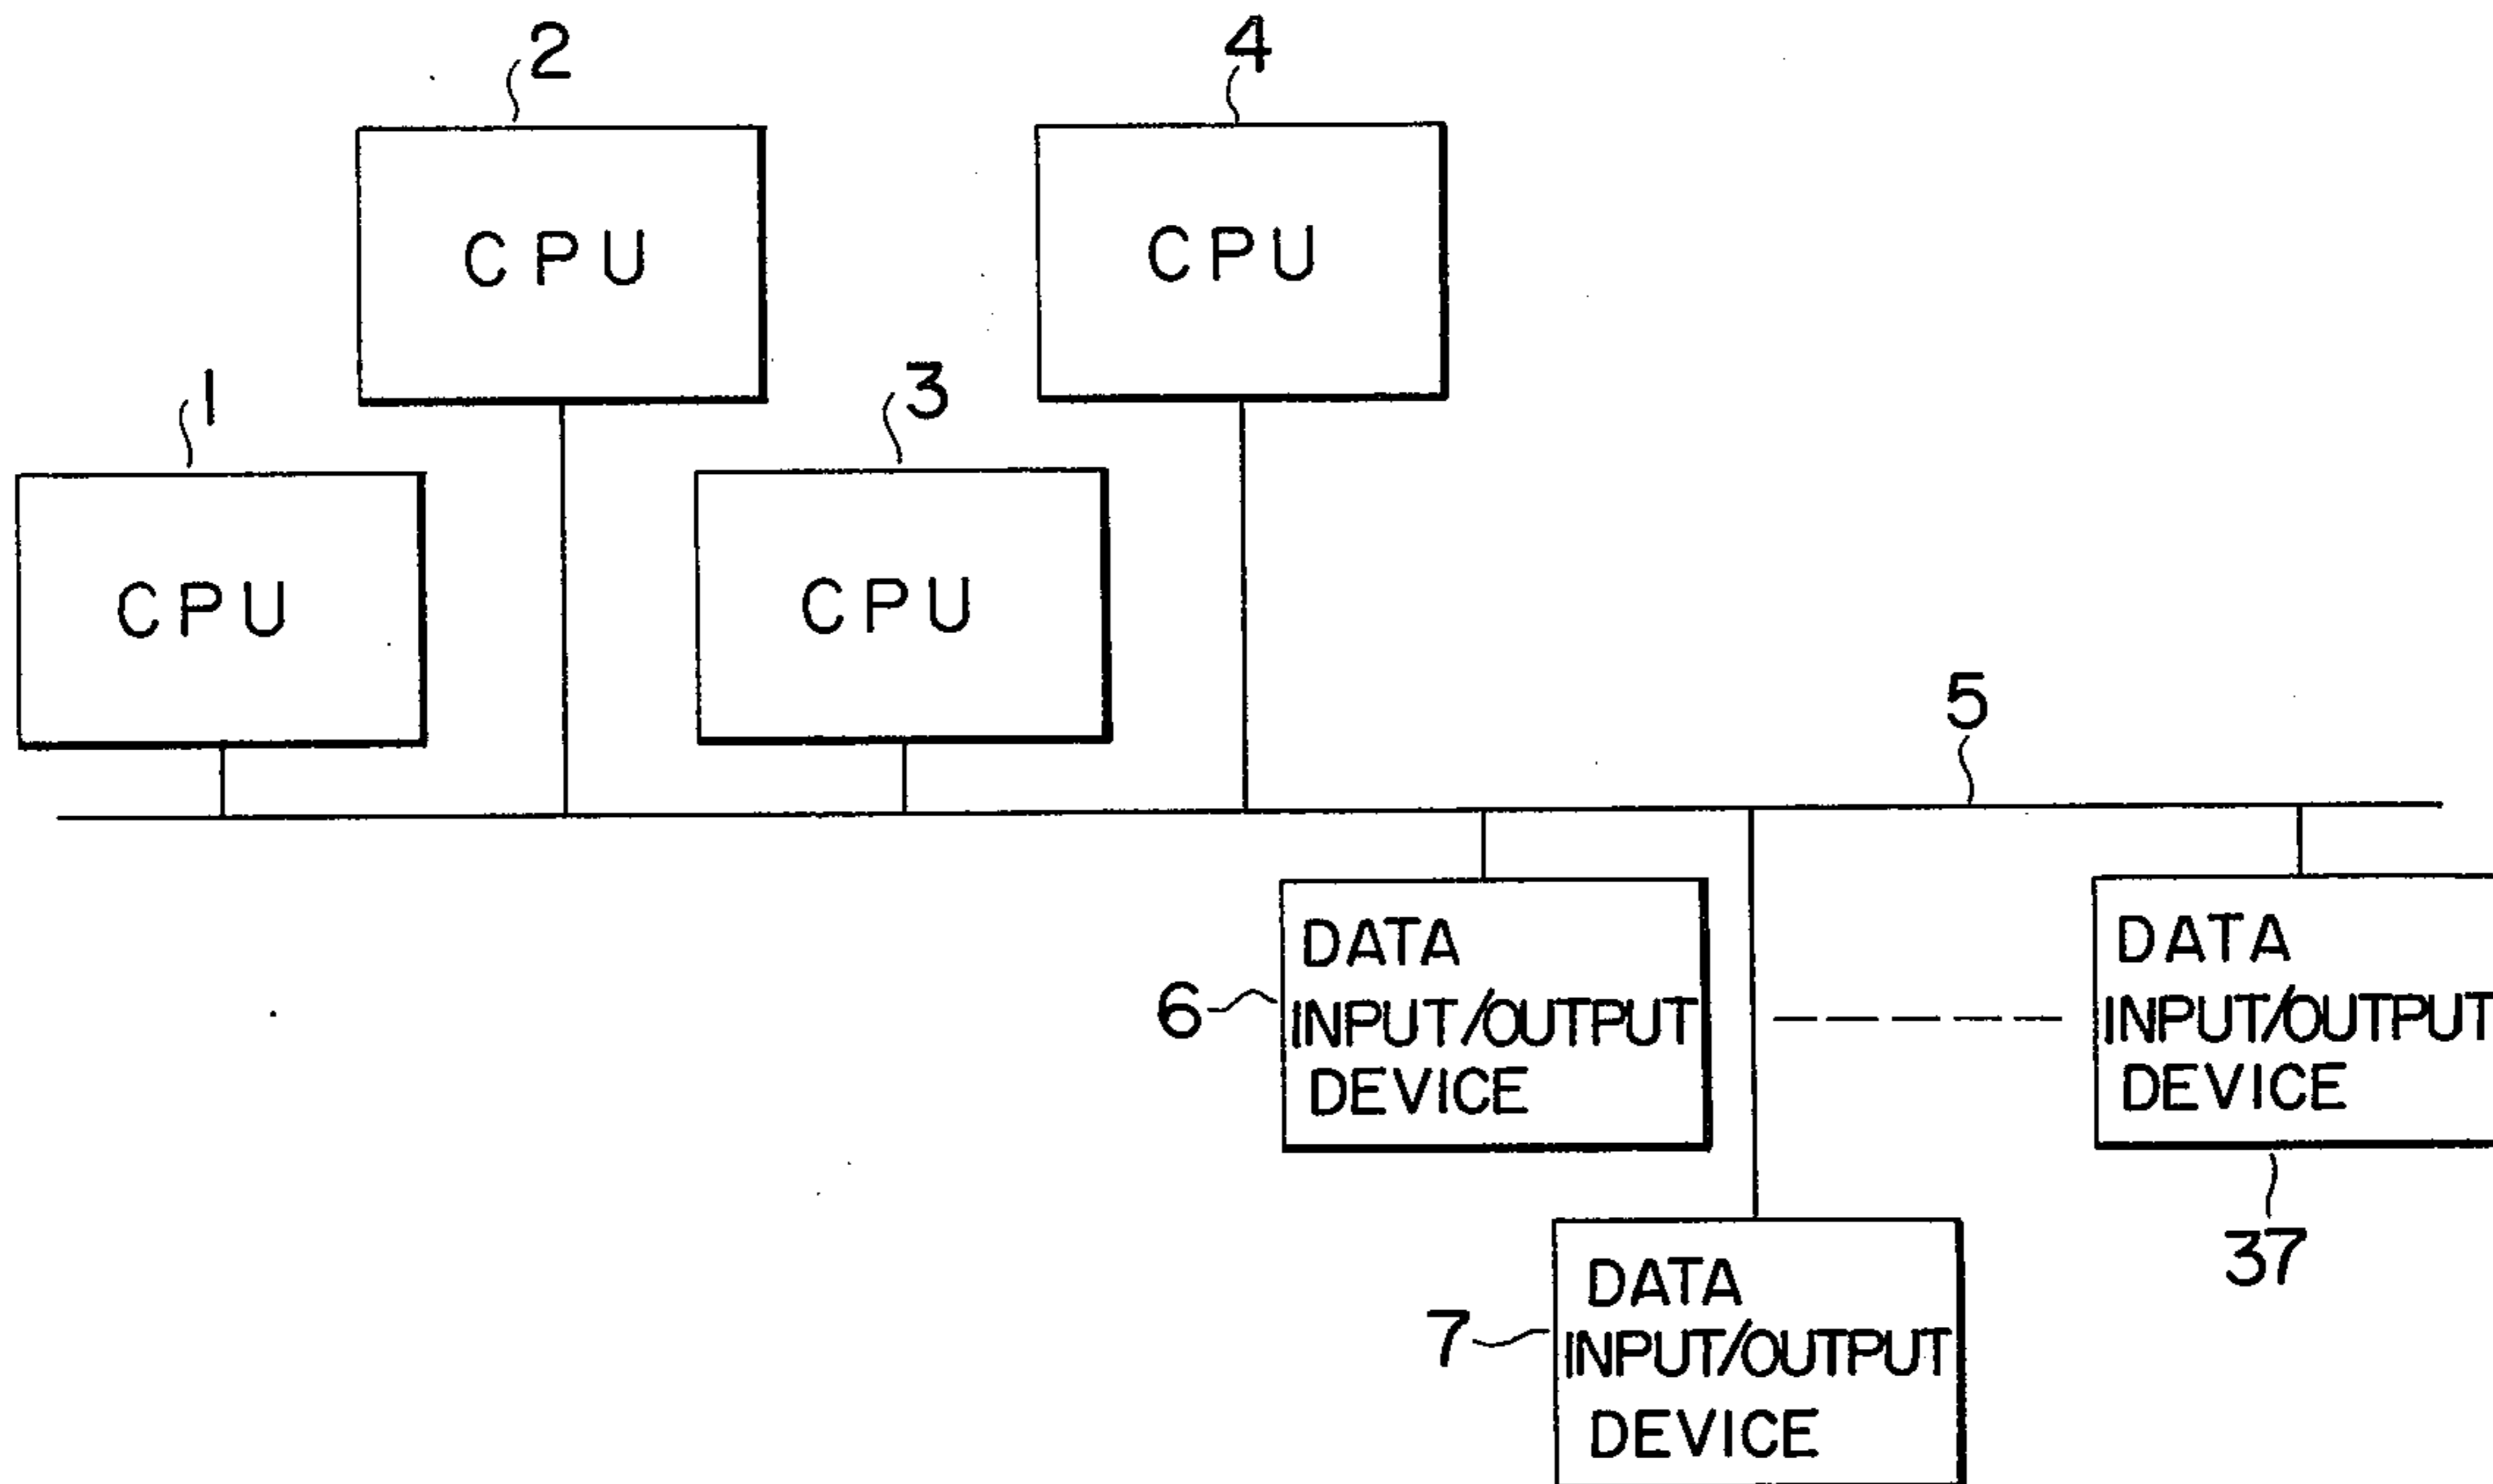 2
4
CPU
CPU
1
3
CPU
CPU
5
6
DATA
INPUT/OUTPUT
DEVICE
DATA
INPUT/OUTPUT
DEVICE
37
7
DATA
INPUT/OUTPUT
DEVICE